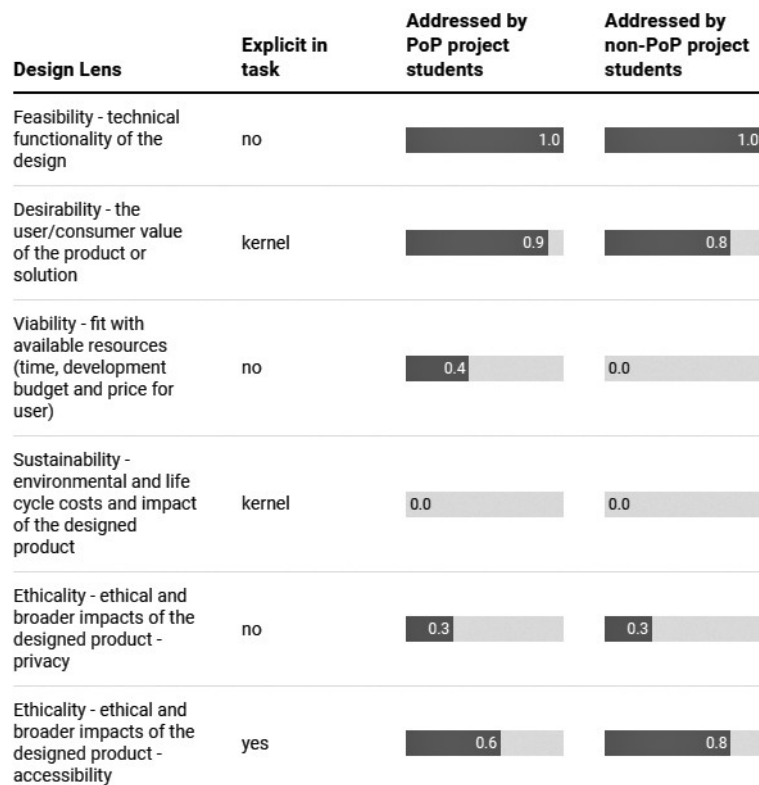 Design Lens
Explicit in
task
Addressed by
PoP project
students
Addressed by
non-PoP project
students
Feasibility - technical
functionality of the
design
no
1.0
1.0
Desirability - the
user/consumer value
of the product or
solution
kernel
0.9
0.8
Viability - fit with
available resources
(time, development
budget and price for
user)
no
0.4
0.0
Sustainability -
environmental and life
cycle costs and impact
of the designed
product
kernel
0.0
0.0
Ethicality - ethical and
broader impacts of the
designed product -
privacy
no
0.3
0.3
Ethicality - ethical and
broader impacts of the
designed product -
accessibility
yes
0.6
0.8